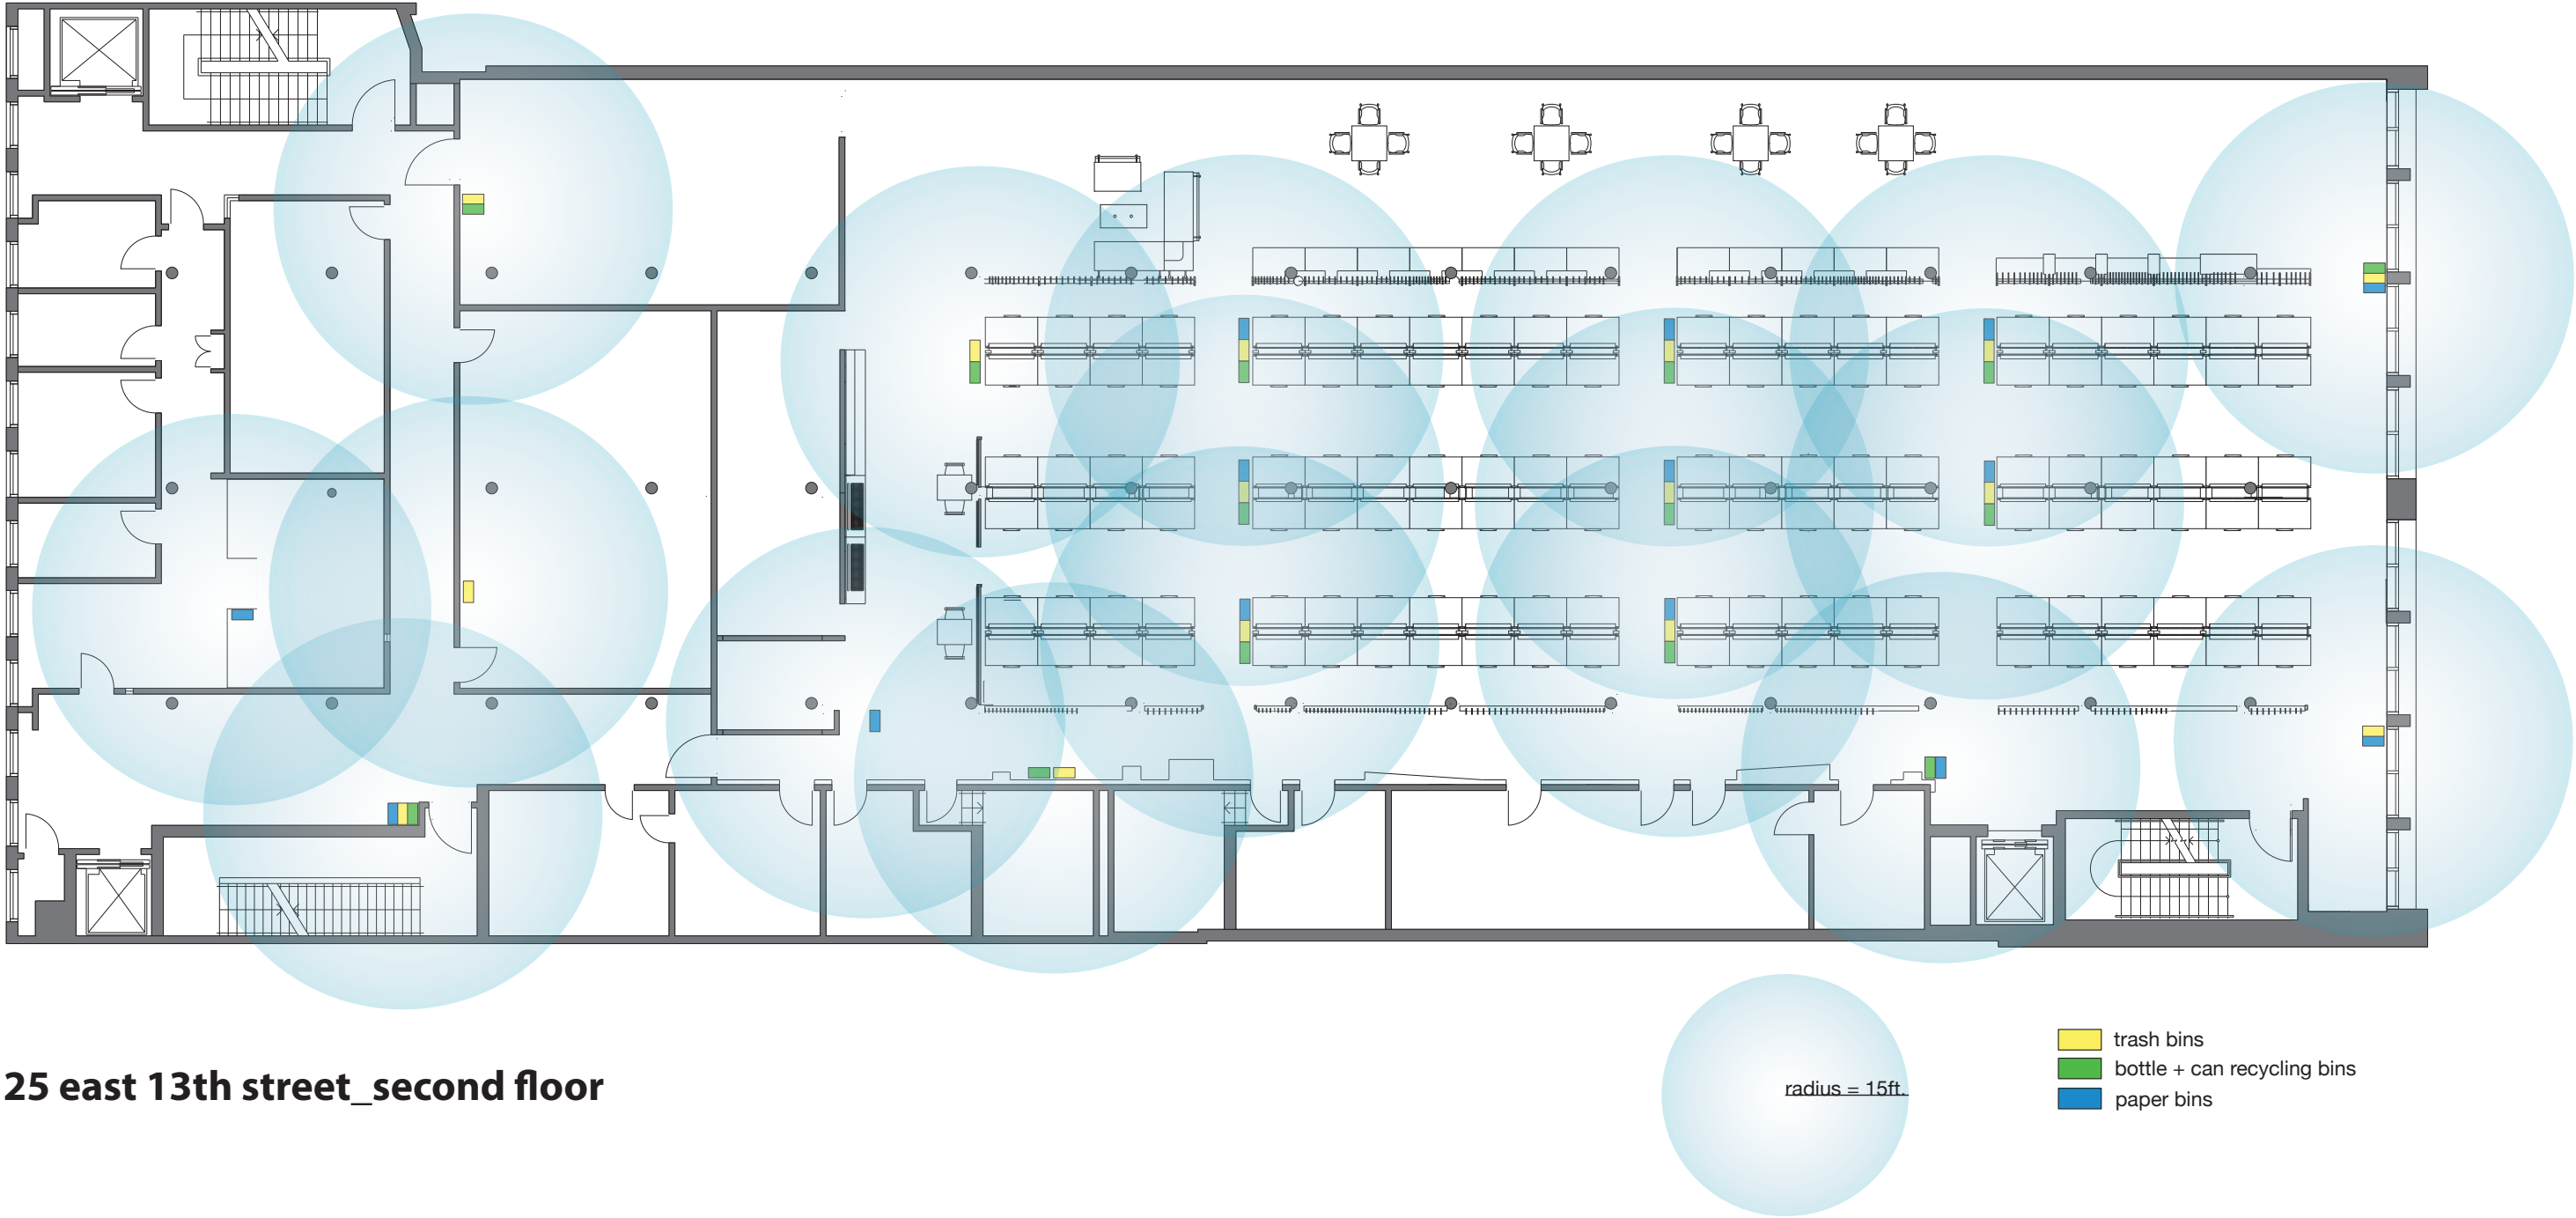 25 east 13th street_second floor
radius = 15ft.
trash bins
bottle + can recycling bins
paper bins